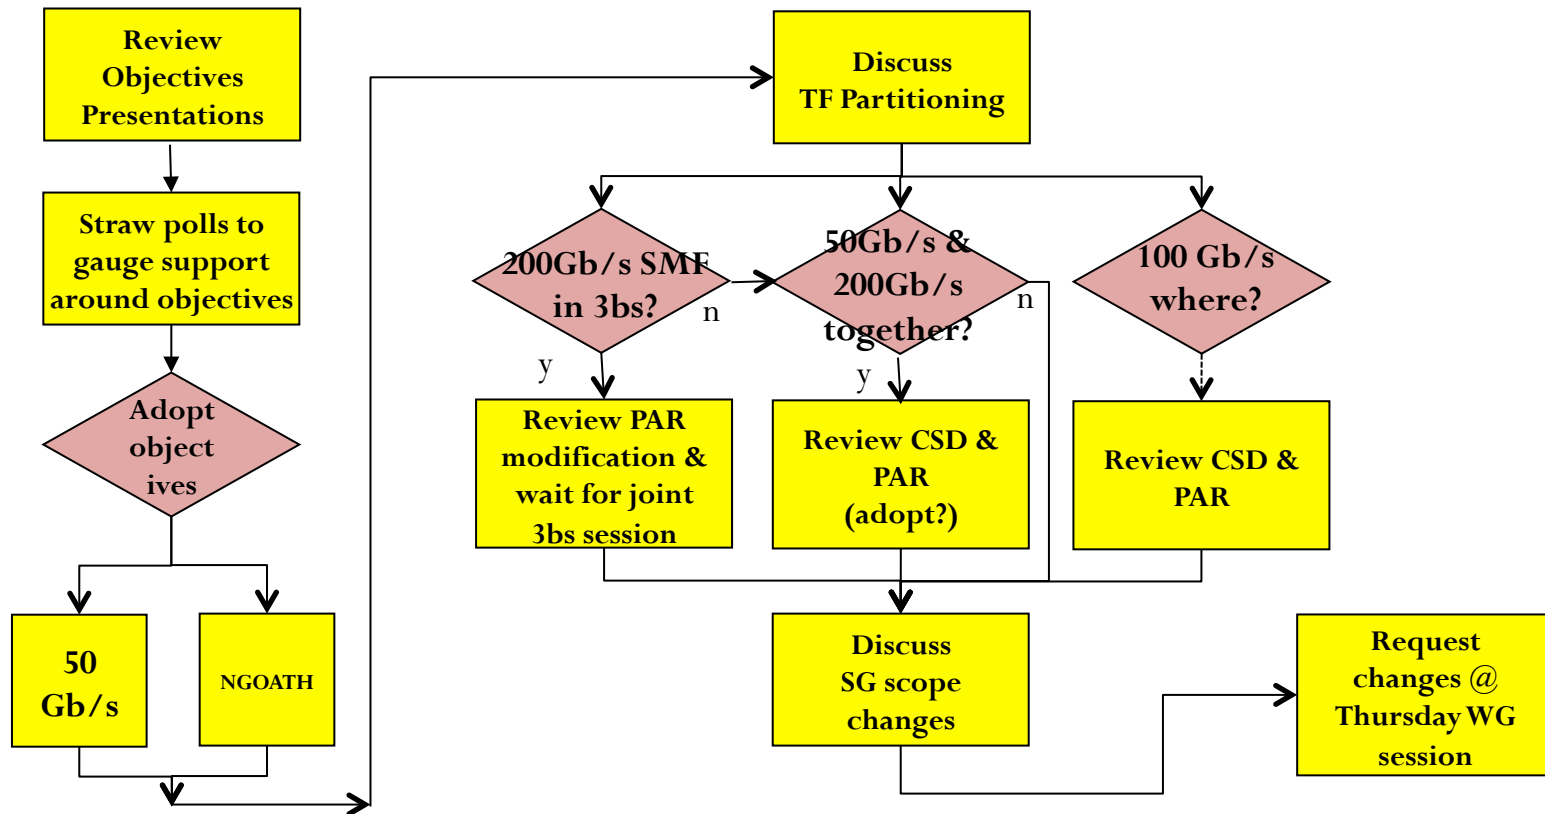 Review
Objectives
Presentations
Straw polls to
gauge support
around objectives
Adopt
object
ives
50
Gb/s
NGOATH
Discuss
TF Partitioning
200Gb/s SMF
in 3bs?
n
y
50Gb/s &
200Gb/s
together?
n
y
100 Gb/s
where?
Review PAR
modification &
wait for joint
3bs session
Review CSD &
PAR
(adopt?)
Review CSD &
PAR
Discuss
SG scope
changes
Request
changes @
Thursday WG
session